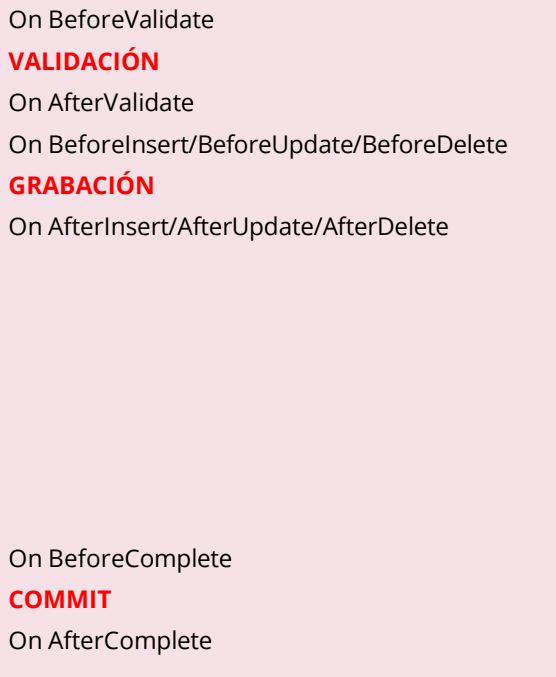 On BeforeValidate
VALIDACIÓN
On AfterValidate
On BeforeInsert/BeforeUpdate/BeforeDelete
GRABACIÓN
On AfterInsert/AfterUpdate/AfterDelete
On BeforeComplete
COMMIT
On AfterComplete